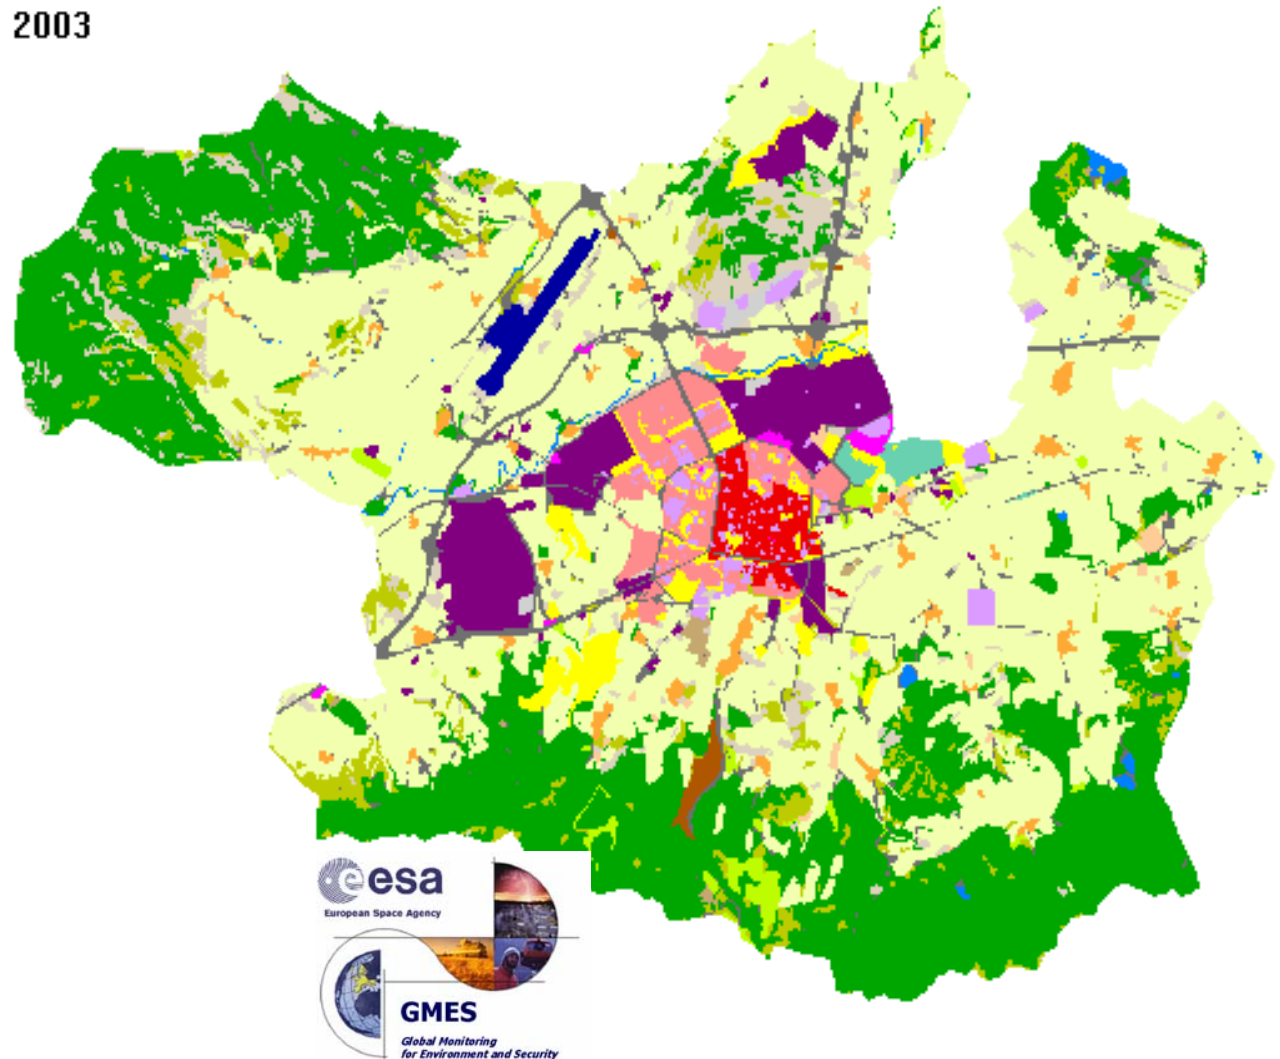 2003
esa
European Space Agency
GMES
Global Monitoring
for Environment and Security